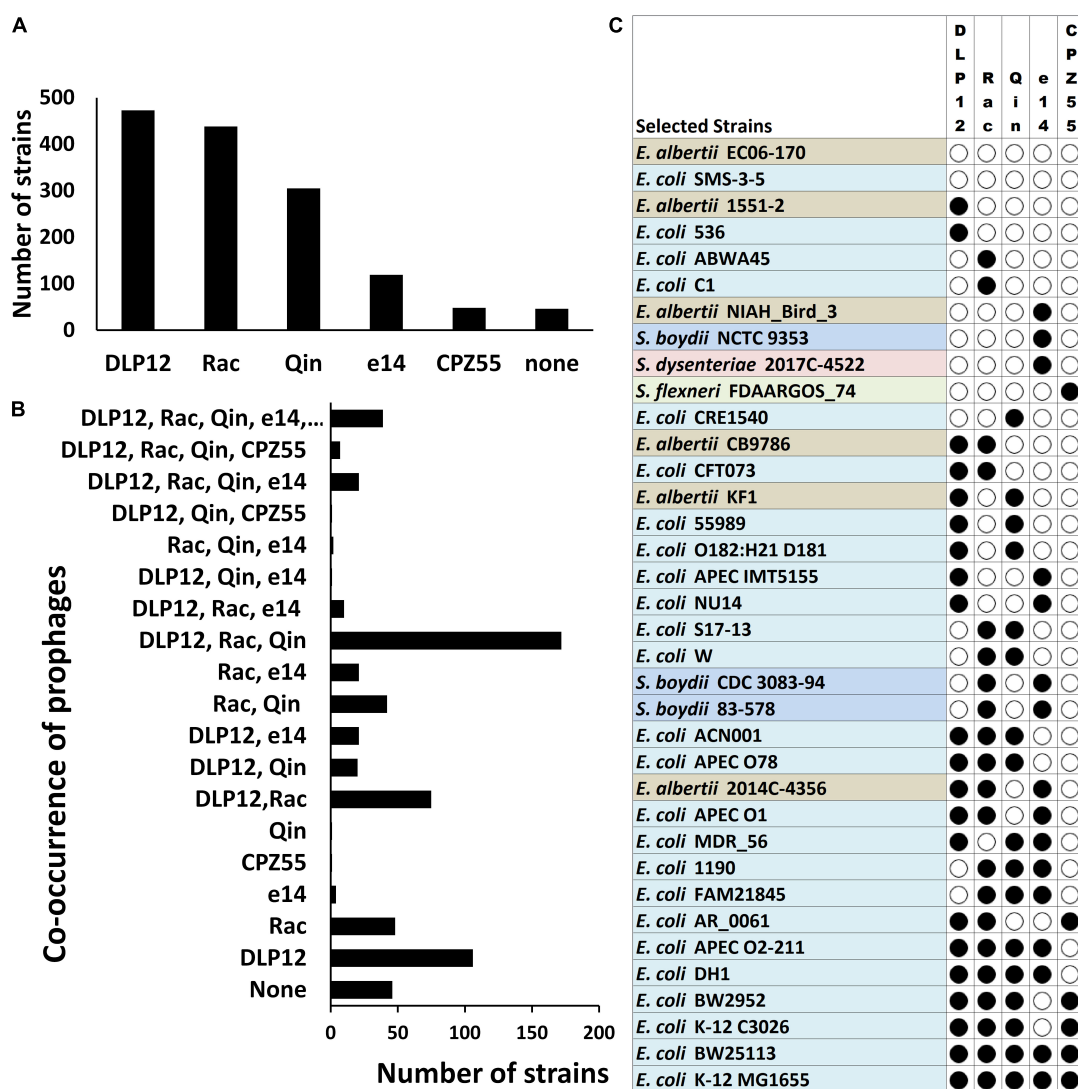 A
500
400
300
200
100
0
Number of strains
DLP12 Rac Qin e14 CPZ55 none
B
DLP12, Rac, Qin, e14,...
DLP12, Rac, Qin, CPZ55
DLP12, Rac, Qin, e14
DLP12, Qin, CPZ55
Rac, Qin, e14
DLP12, Qin, e14
DLP12, Rac, e14
DLP12, Rac, Qin
Rac, e14
Rac, Qin
DLP12, e14
DLP12, Qin
DLP12,Rac
Qin
CPZ55
e14
Rac
DLP12
None
Co-occurrence of prophages
0 50 100 150 200
Number of strains
C
Selected Strains DLP12 Rac Qin e14 CPZ55
E. albertii EC06-170
E. coli SMS-3-5
E. albertii 1551-2
E. coli 536
E. coli ABWA45
E. coli C1
E. albertii NIAH_Bird_3
S. boydii NCTC 9353
S. dysenteriae 2017C-4522
S. flexneri FDAARGOS_74
E. coli CRE1540
E. albertii CB9786
E. coli CFT073
E. albertii KF1
E. coli 55989
E. coli O182:H21 D181
E. coli APEC IMT5155
E. coli NU14
E. coli S17-13
E. coli W
S. boydii CDC 3083-94
S. boydii 83-578
E. coli ACN001
E. coli APEC O78
E. albertii 2014C-4356
E. coli APEC O1
E. coli MDR_56
E. coli 1190
E. coli FAM21845
E. coli AR_0061
E. coli APEC O2-211
E. coli DH1
E. coli BW2952
E. coli K-12 C3026
E. coli BW25113
E. coli K-12 MG1655